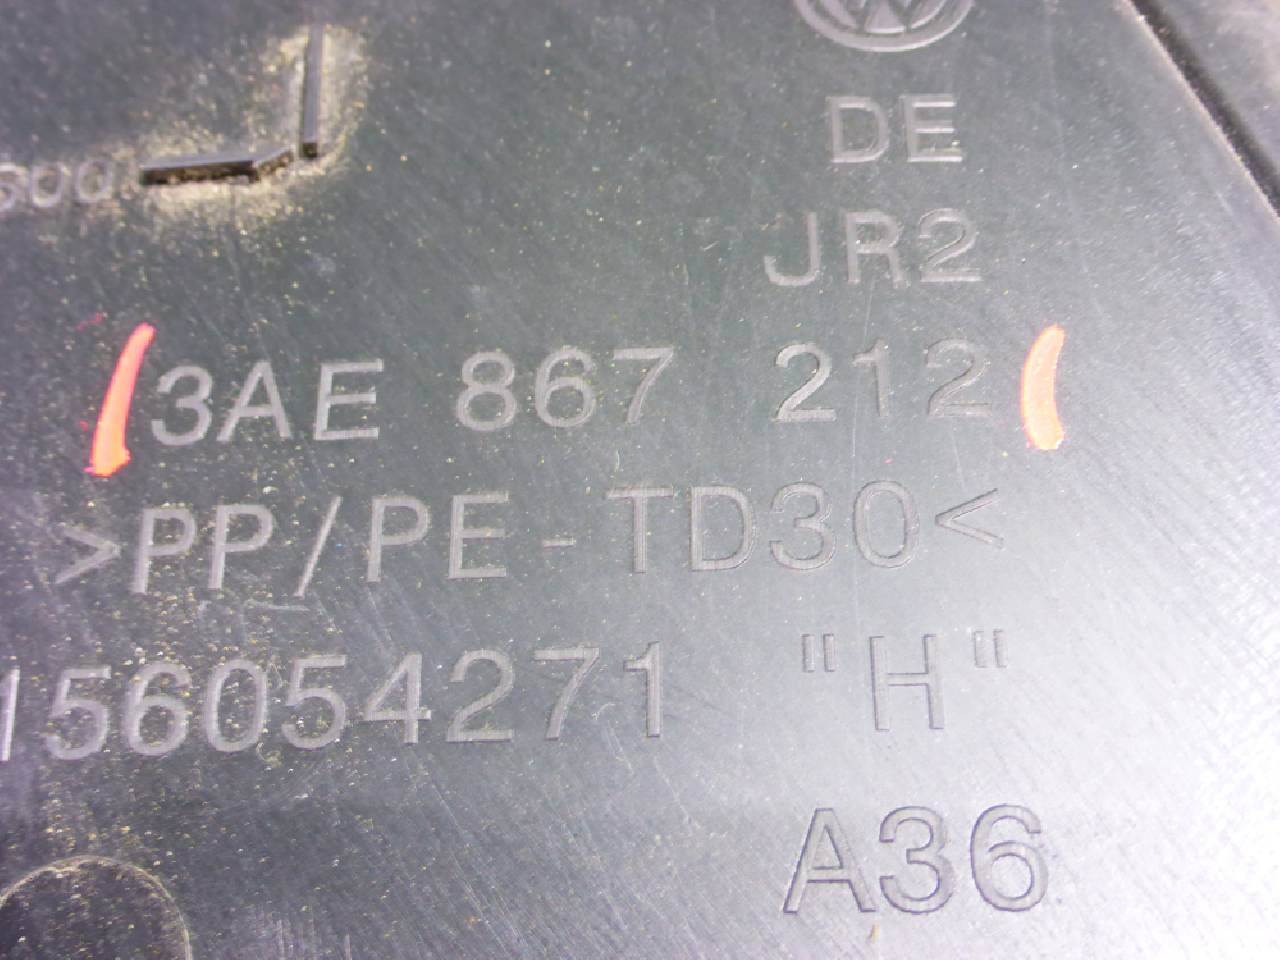 DE
JR2
3AE 867 212
>PP/PE-TD30<
156054271 "H"
A36